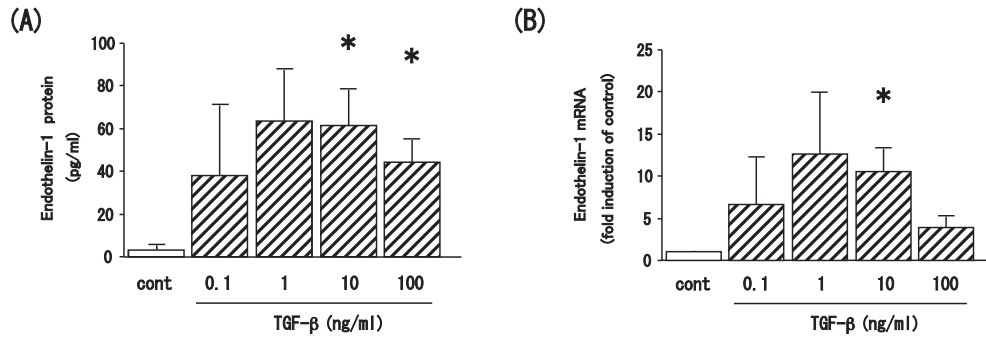 (A)
Endothelin-1 protein
(pg/ml)
100
80
60
40
20
0
*
*
cont
0.1
1
10
100
TGF-β (ng/ml)
(B)
Endothelin-1 mRNA
(fold induction of control)
25
20
15
10
5
0
*
cont
0.1
1
10
100
TGF-β (ng/ml)